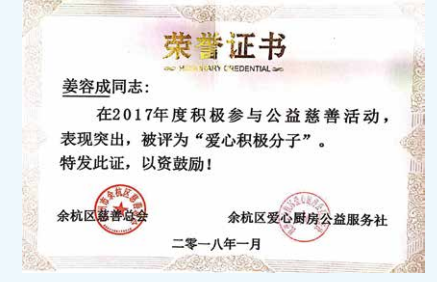 荣誉证书
HONORARY CREDENTIAL
姜容成同志：
在2017年度积极参与公益慈善活动，
表现突出，被评为“爱心积极分子”。
特发此证，以资鼓励！
余杭区慈善总会 余杭区爱心厨房公益服务社
二零一八年一月